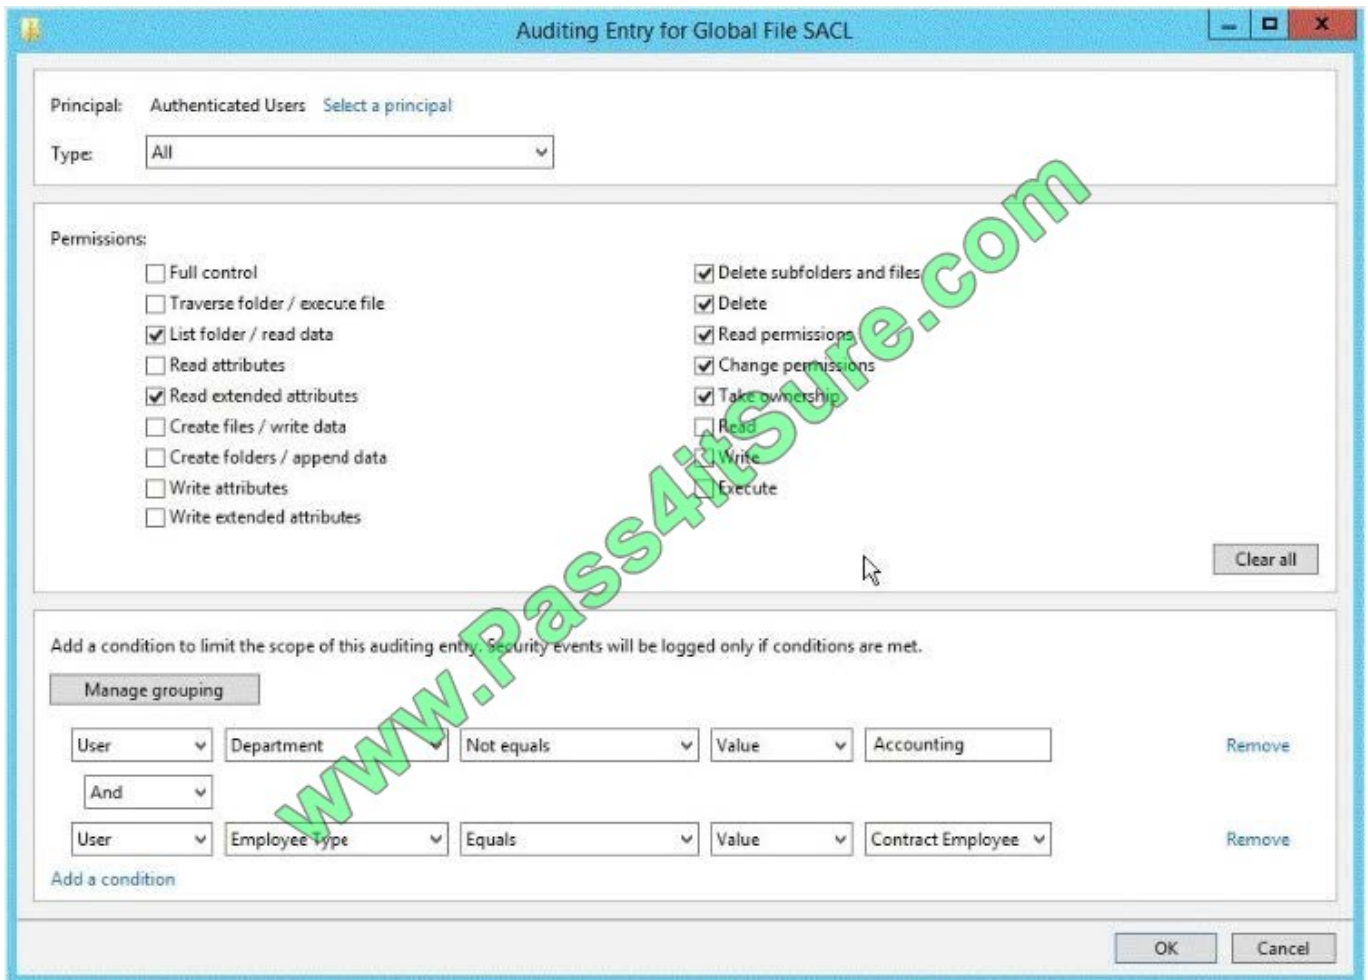 Auditing Entry for Global File SACL
Principal: Authenticated Users Select a principal
Type: All
Permissions:
Full control
Traverse folder / execute file
List folder / read data
Read attributes
Read extended attributes
Create files / write data
Create folders / append data
Write attributes
Write extended attributes
Delete subfolders and files
Delete
Read permissions
Change permissions
Take ownership
Read
Write
Execute
Clear all
Add a condition to limit the scope of this auditing entry. Security events will be logged only if conditions are met.
Manage grouping
User Department Not equals Value Accounting Remove
And
User Employee Type Equals Value Contract Employee Remove
Add a condition
OK Cancel
www.Pass4itSure.com